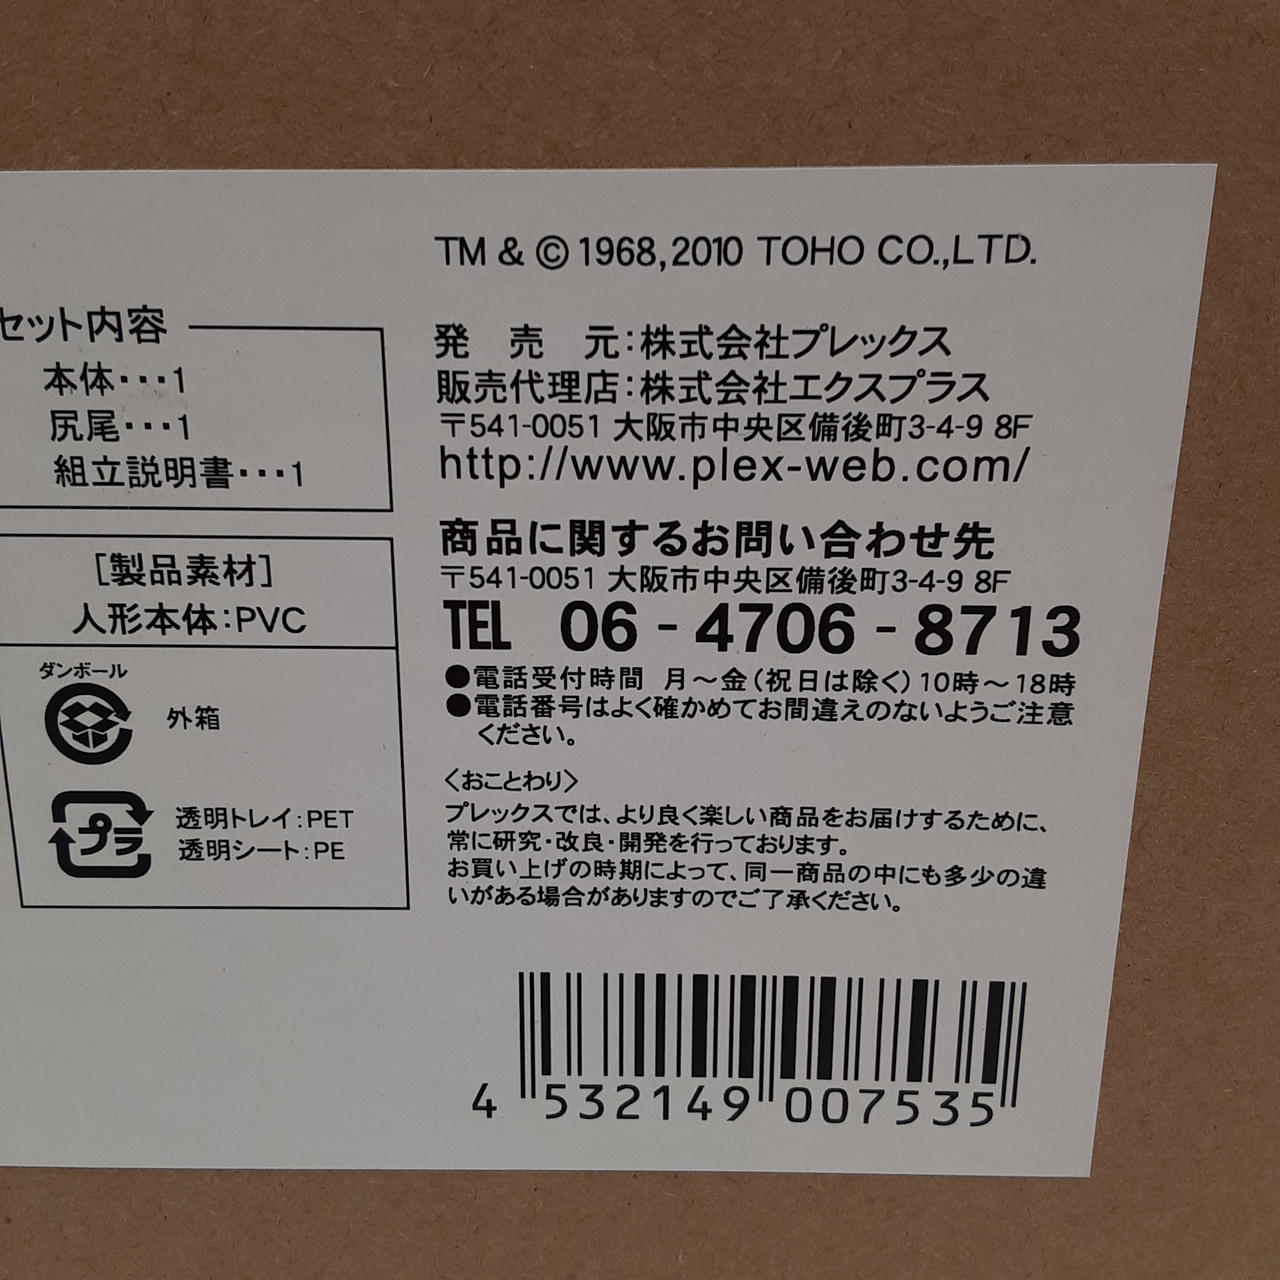 TM & © 1968,2010 TOHO CO.,LTD.
セット内容
本体・・・1
尻尾・・・1
組立説明書・・・1
[製品素材]
人形本体:PVC
ダンボール
外箱
プラ
透明トレイ:PET
透明シート:PE
発 売 元:株式会社プレックス
販売代理店:株式会社エクスプラス
〒541-0051 大阪市中央区備後町3-4-9 8F
http://www.plex-web.com/
商品に関するお問い合わせ先
〒541-0051 大阪市中央区備後町3-4-9 8F
TEL 06-4706-8713
●電話受付時間 月～金(祝日は除く)10時～18時
●電話番号はよく確かめてお間違えのないようご注意
ください。
〈おことわり〉
プレックスでは、より良く楽しい商品をお届けするために、
常に研究・改良・開発を行っております。
お買い上げの時期によって、同一商品の中にも多少の違
いがある場合がありますのでご了承ください。
4 532149 007535